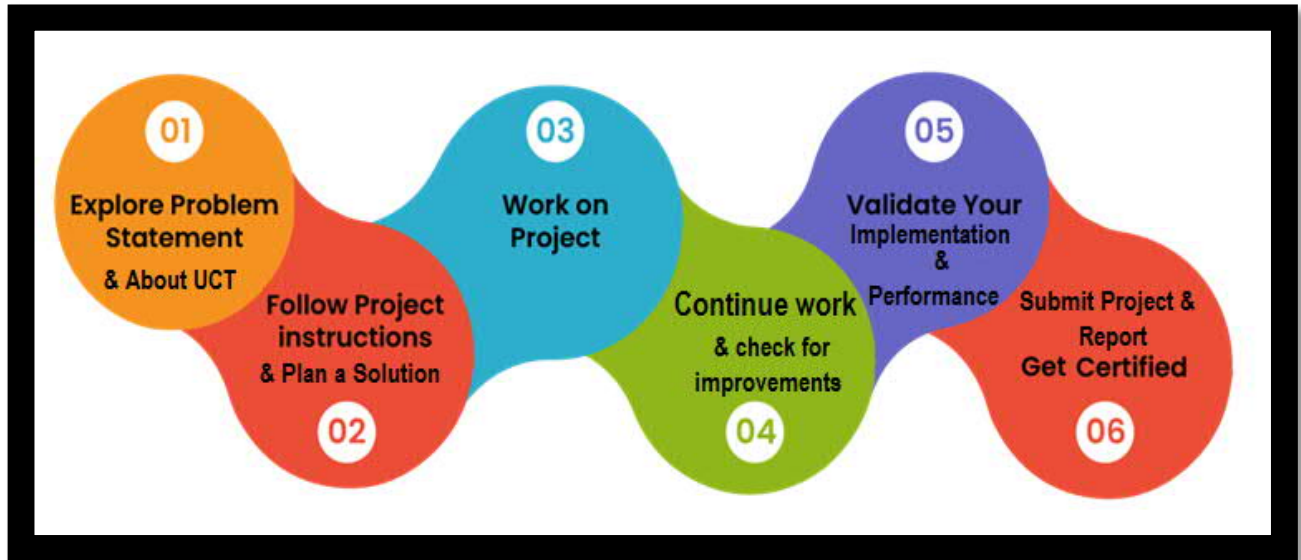 01
Explore Problem
Statement
& About UCT
Follow Project
instructions
& Plan a Solution
02
03
Work on
Project
Continue work
& check for
improvements
04
05
Validate Your
Implementation
&
Performance
Submit Project &
Report
Get Certified
06